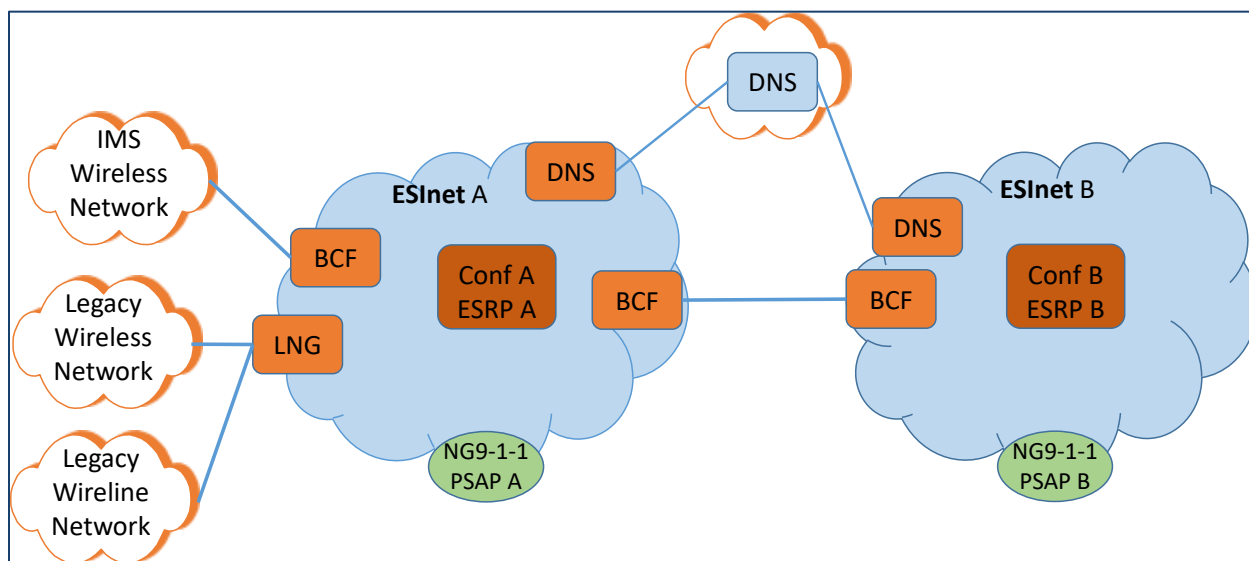 DNS
IMS
Wireless
Network
DNS
ESInet A
BCF
Conf A
ESRP A
BCF
Legacy
Wireless
Network
LNG
Legacy
Wireline
Network
NG9-1-1
PSAP A
ESInet B
DNS
BCF
Conf B
ESRP B
NG9-1-1
PSAP B